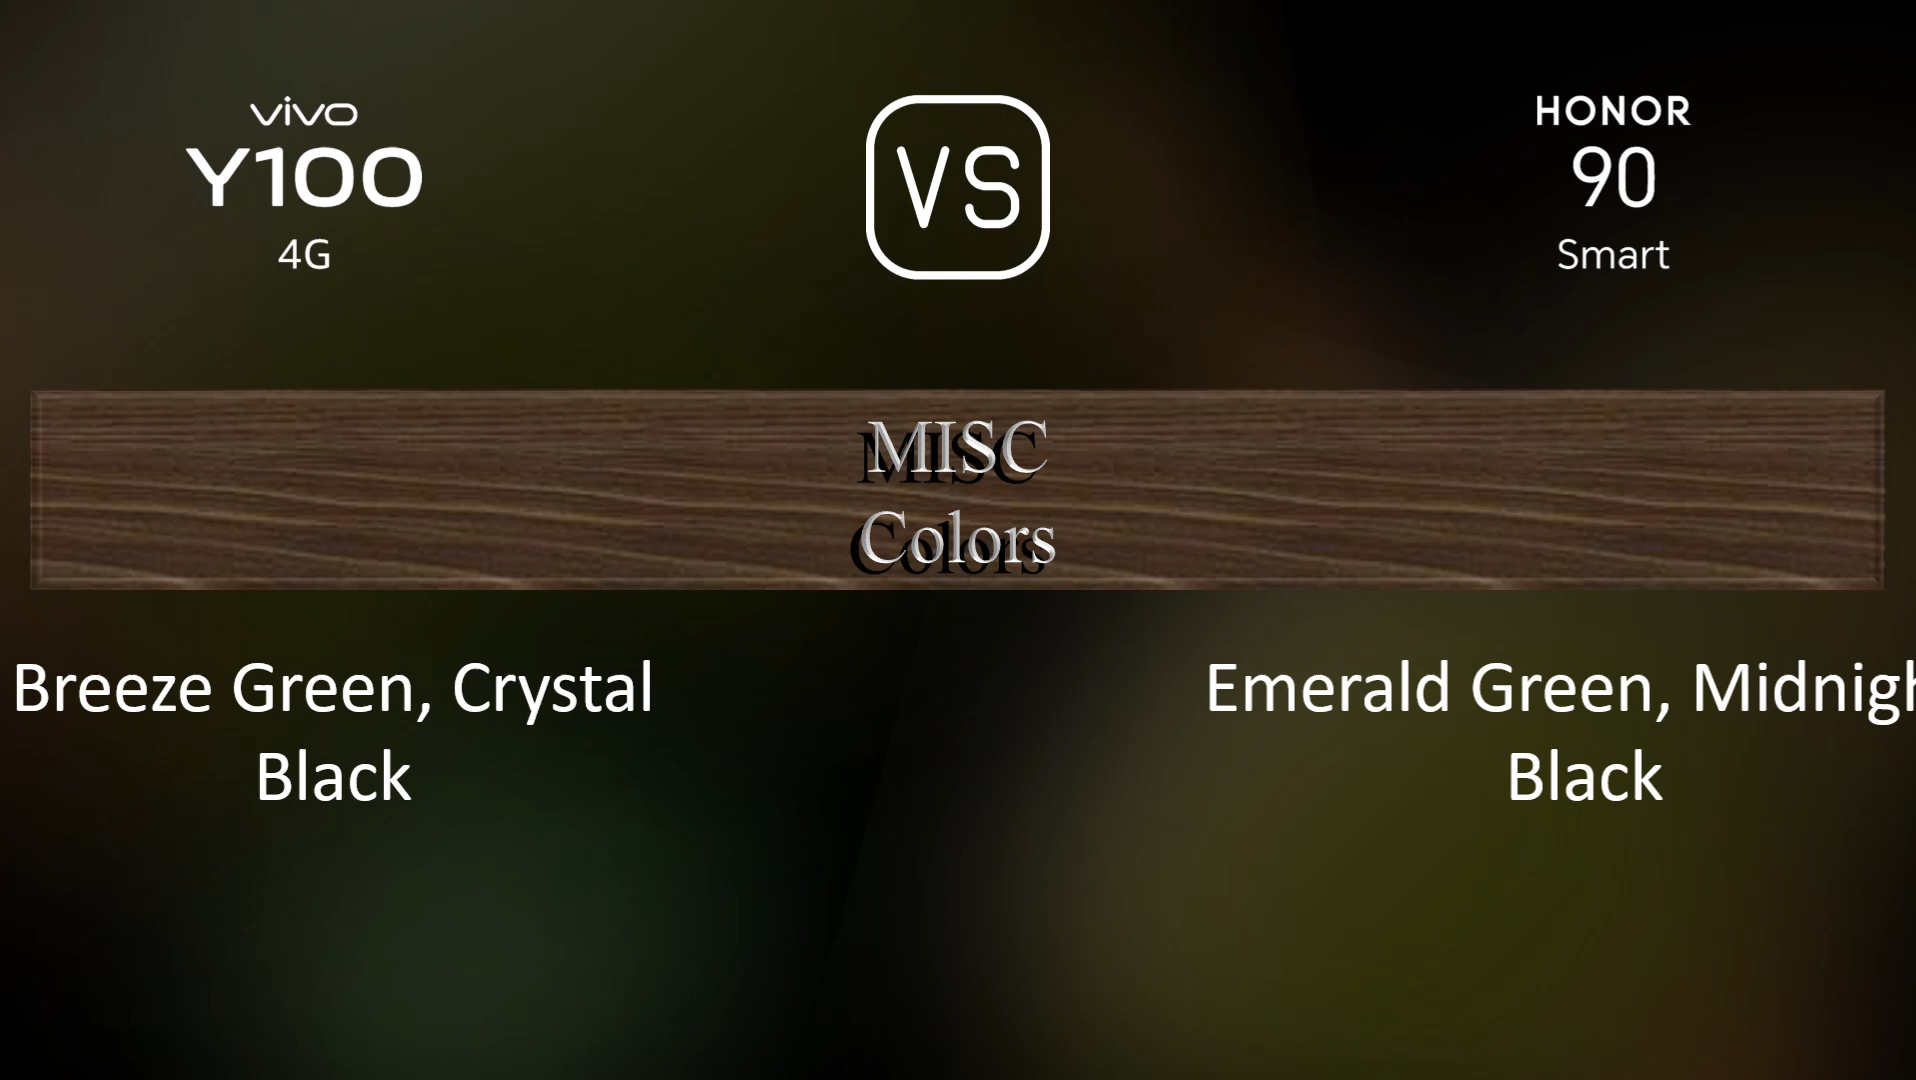 vivo
Y100
4G
VS
HONOR
90
Smart
MISC
Colors
Breeze Green, Crystal
Black
Emerald Green, Midnigh
Black